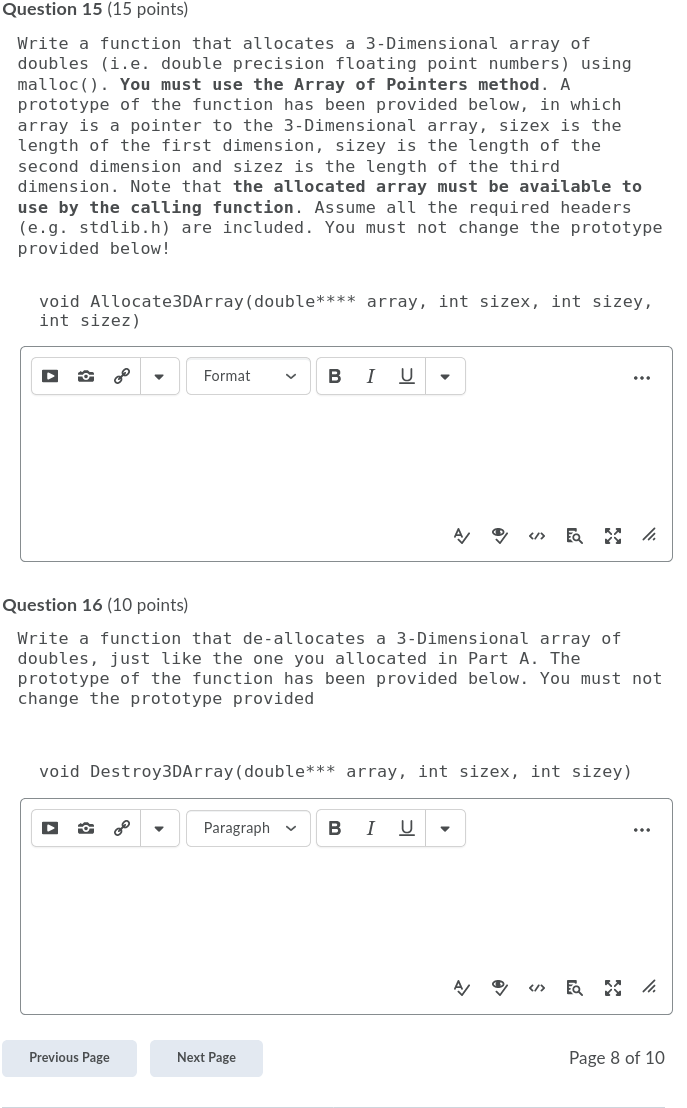 Question 15 (15 points)
Write a function that allocates a 3-Dimensional array of
doubles (i.e. double precision floating point numbers) using
malloc(). You must use the Array of Pointers method. A
prototype of the function has been provided below, in which
array is a pointer to the 3-Dimensional array, sizex is the
length of the first dimension, sizey is the length of the
second dimension and sizez is the length of the third
dimension. Note that the allocated array must be available to
use by the calling function. Assume all the required headers
(e.g. stdlib.h) are included. You must not change the prototype
provided below!
void Allocate3DArray(double**** array, int sizex, int sizey,
int sizez)
Format
B I U
Question 16 (10 points)
Write a function that de-allocates a 3-Dimensional array of
doubles, just like the one you allocated in Part A. The
prototype of the function has been provided below. You must not
change the prototype provided
void Destroy3DArray(double*** array, int sizex, int sizey)
Paragraph
B I U
Previous Page
Next Page
Page 8 of 10